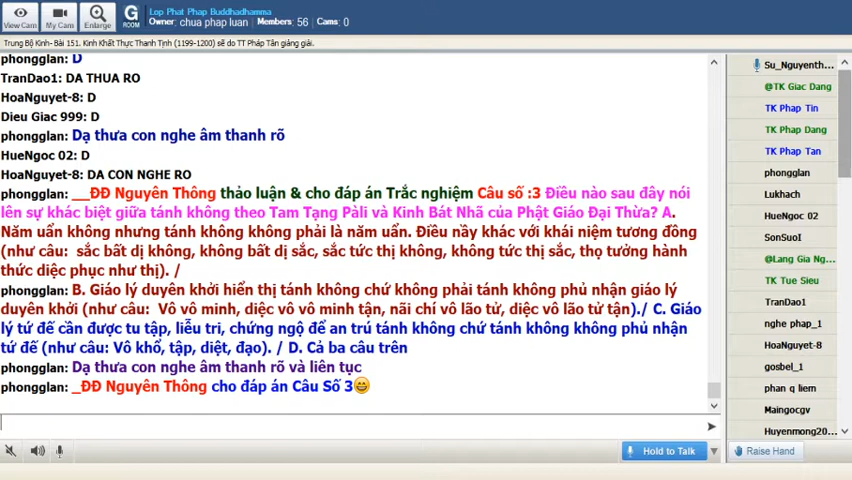 Lop Phat Phap Buddhadhamma
Owner: chua phap luan Members: 56 Cams: 0
View Cam
My Cam
Enlarge
G
ROOM
Trung Bộ Kinh- Bài 151. Kinh Khất Thực Thanh Tịnh (1199-1200) sẽ do TT Pháp Tân giảng giải.
phongglan: D
TranDao1: DA THUA RO
HoaNguyet-8: D
Dieu Giac 999: D
phongglan: Dạ thưa con nghe âm thanh rõ
HueNgoc 02: D
HoaNguyet-8: DA CON NGHE RO
phongglan: __ĐĐ Nguyên Thông thảo luận & cho đáp án Trắc nghiệm Câu số :3 Điều nào sau đây nói
lên sự khác biệt giữa tánh không theo Tam Tạng Pàli và Kinh Bát Nhã của Phật Giáo Đại Thừa? A.
Năm uẩn không nhưng tánh không không phải là năm uẩn. Điều nầy khác với khái niệm tương đồng
(như câu: sắc bất dị không, không bất dị sắc, sắc tức thị không, không tức thị sắc, thọ tưởng hành
thức diệc phục như thị). /
phongglan: B. Giáo lý duyên khởi hiển thị tánh không chứ không phải tánh không phủ nhận giáo lý
duyên khởi (như câu: Vô vô minh, diệc vô vô minh tận, nãi chí vô lão tử, diệc vô lão tử tận)./ C. Giáo
lý tứ đế cần được tu tập, liễu tri, chứng ngộ để an trú tánh không chứ tánh không không phủ nhận
tứ đế (như câu: Vô khổ, tập, diệt, đạo). / D. Cả ba câu trên
phongglan: Dạ thưa con nghe âm thanh rõ và liên tục
phongglan: _ĐĐ Nguyên Thông cho đáp án Câu Số 3
Su_Nguyenth...
@TK Giac Dang
TK Phap Tin
TK Phap Dang
TK Phap Tan
phongglan
Lukhach
HueNgoc 02
SonSuoI
@Lang Gia Ng...
TK Tue Sieu
TranDao1
nghe phap_1
HoaNguyet-8
gosbel_1
phan q liem
Maingocgv
Huyenmong20...
Hold to Talk
Raise Hand